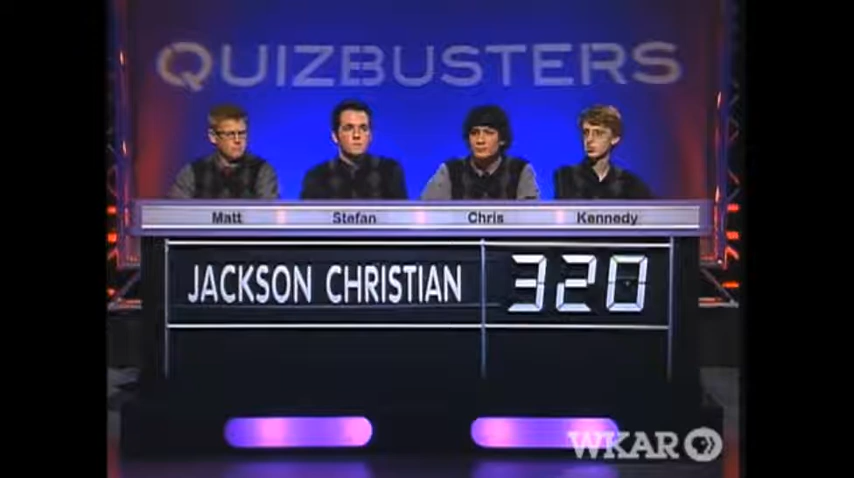 QUIZBUSTERS
Matt Stefan Chris Kennedy
JACKSON CHRISTIAN 320
WKAR